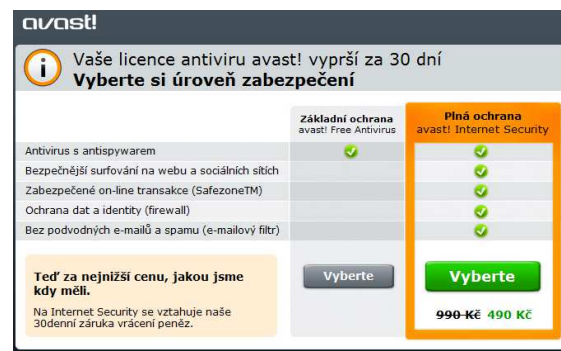 avast!
Vaše licence antiviru avast! vyprší za 30 dní
Vyberte si úroveň zabezpečení
Základní ochrana
avast! Free Antivirus
Plná ochrana
avast! Internet Security
Antivirus s antispywarem
Bezpečnější surfování na webu a sociálních sítích
Zabezpečené on-line transakce (SafezoneTM)
Ochrana dat a identity (firewall)
Bez podvodných e-mailů a spamu (e-mailový filtr)
Teď za nejnižší cenu, jakou jsme
kdy měli.
Na Internet Security se vztahuje naše
30denní záruka vrácení peněz.
Vyberte
Vyberte
990 Kč 490 Kč